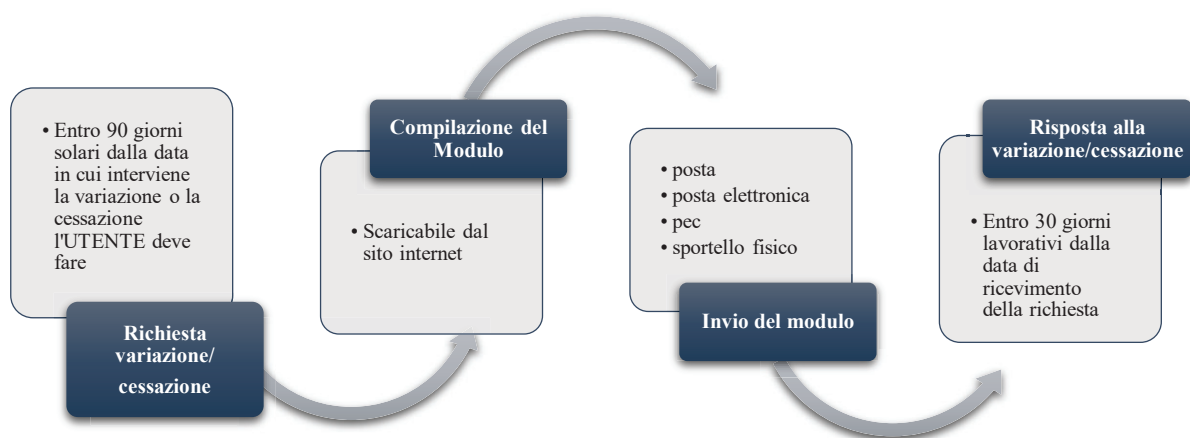 • Entro 90 giorni
solari dalla data
in cui interviene
la variazione o la
cessazione
l'UTENTE deve
fare
Richiesta
variazione/
cessazione
Compilazione del
Modulo
• Scaricabile dal
sito internet
• posta
• posta elettronica
• pec
• sportello fisico
Invio del modulo
Risposta alla
variazione/cessazione
• Entro 30 giorni
lavorativi dalla
data di
ricevimento
della richiesta